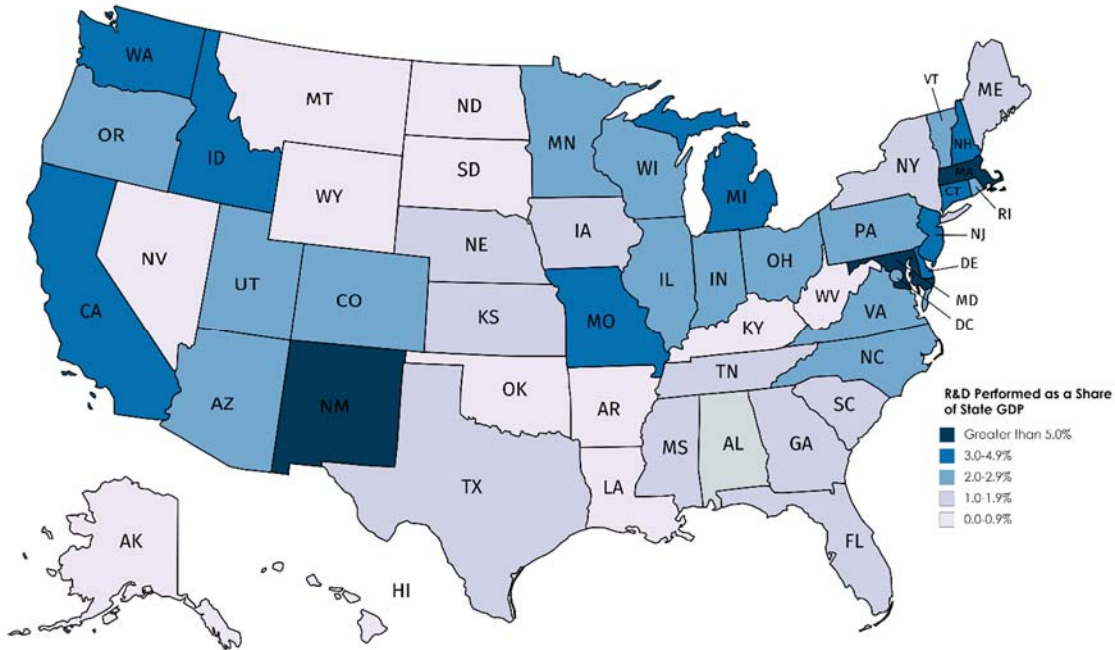 WA
MT
ND
MN
VT
ME
OR
ID
SD
WI
NH
NY
MA
WY
MI
CT
RI
NE
IA
PA
NJ
NV
UT
IL
IN
OH
DE
CO
WV
MD
CA
KS
MO
VA
DC
KY
NC
TN
AZ
NM
OK
AR
SC
MS
AL
GA
TX
LA
FL
AK
HI
R&D Performed as a Share
of State GDP
Greater than 5.0%
3.0-4.9%
2.0-2.9%
1.0-1.9%
0.0-0.9%